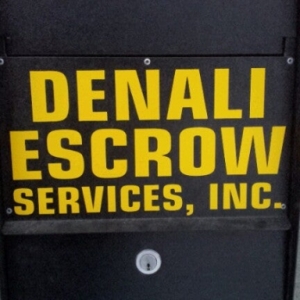 DENALI
ESCROW
SERVICES, INC.